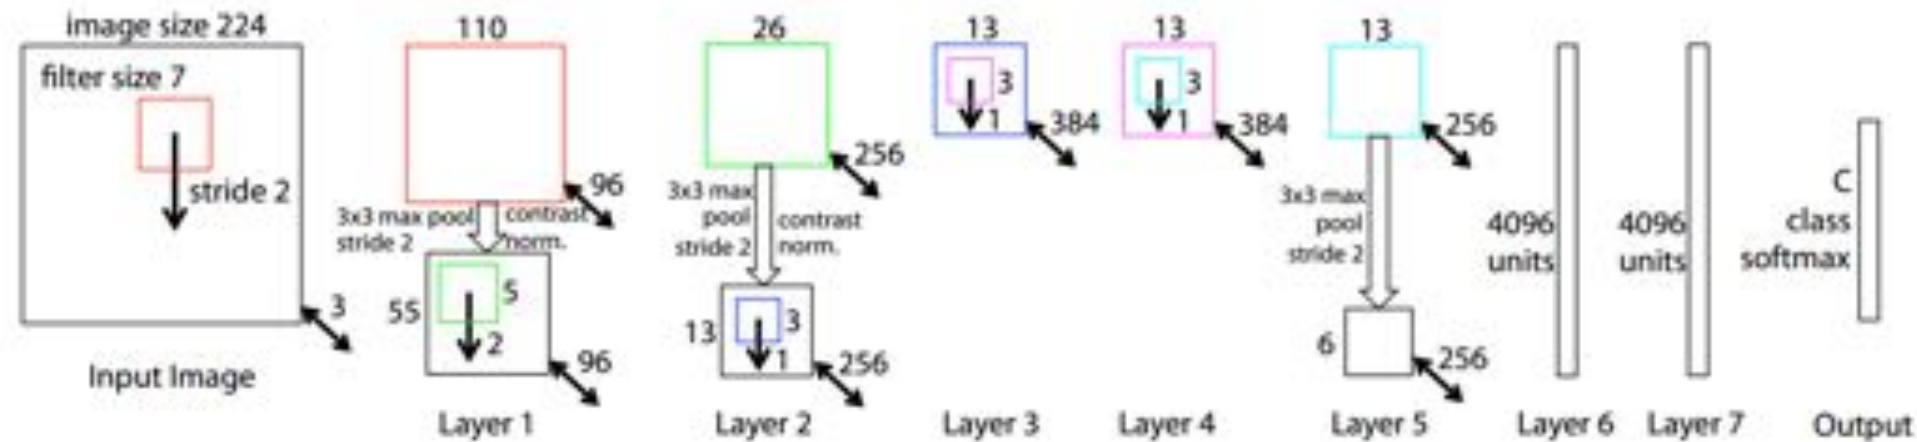 image size 224
filter size 7
stride 2
3
Input Image
110
96
3x3 max pool
stride 2
contrast
norm.
55
5
2
96
Layer 1
26
256
3x3 max
pool
stride 2
contrast
norm.
13
3
1
256
Layer 2
13
3
1
384
Layer 3
13
3
1
384
Layer 4
13
256
3x3 max
pool
stride 2
6
256
Layer 5
4096
units
Layer 6
4096
units
Layer 7
C
class
softmax
Output